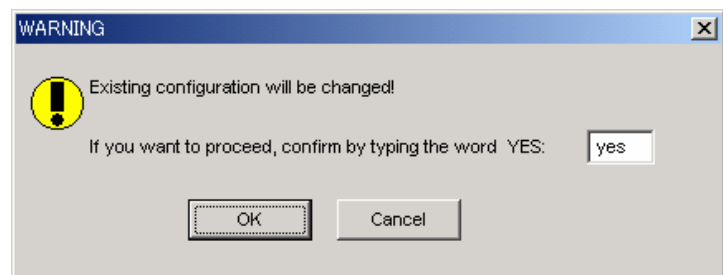 WARNING
Existing configuration will be changed!
If you want to proceed, confirm by typing the word YES: yes
OK Cancel